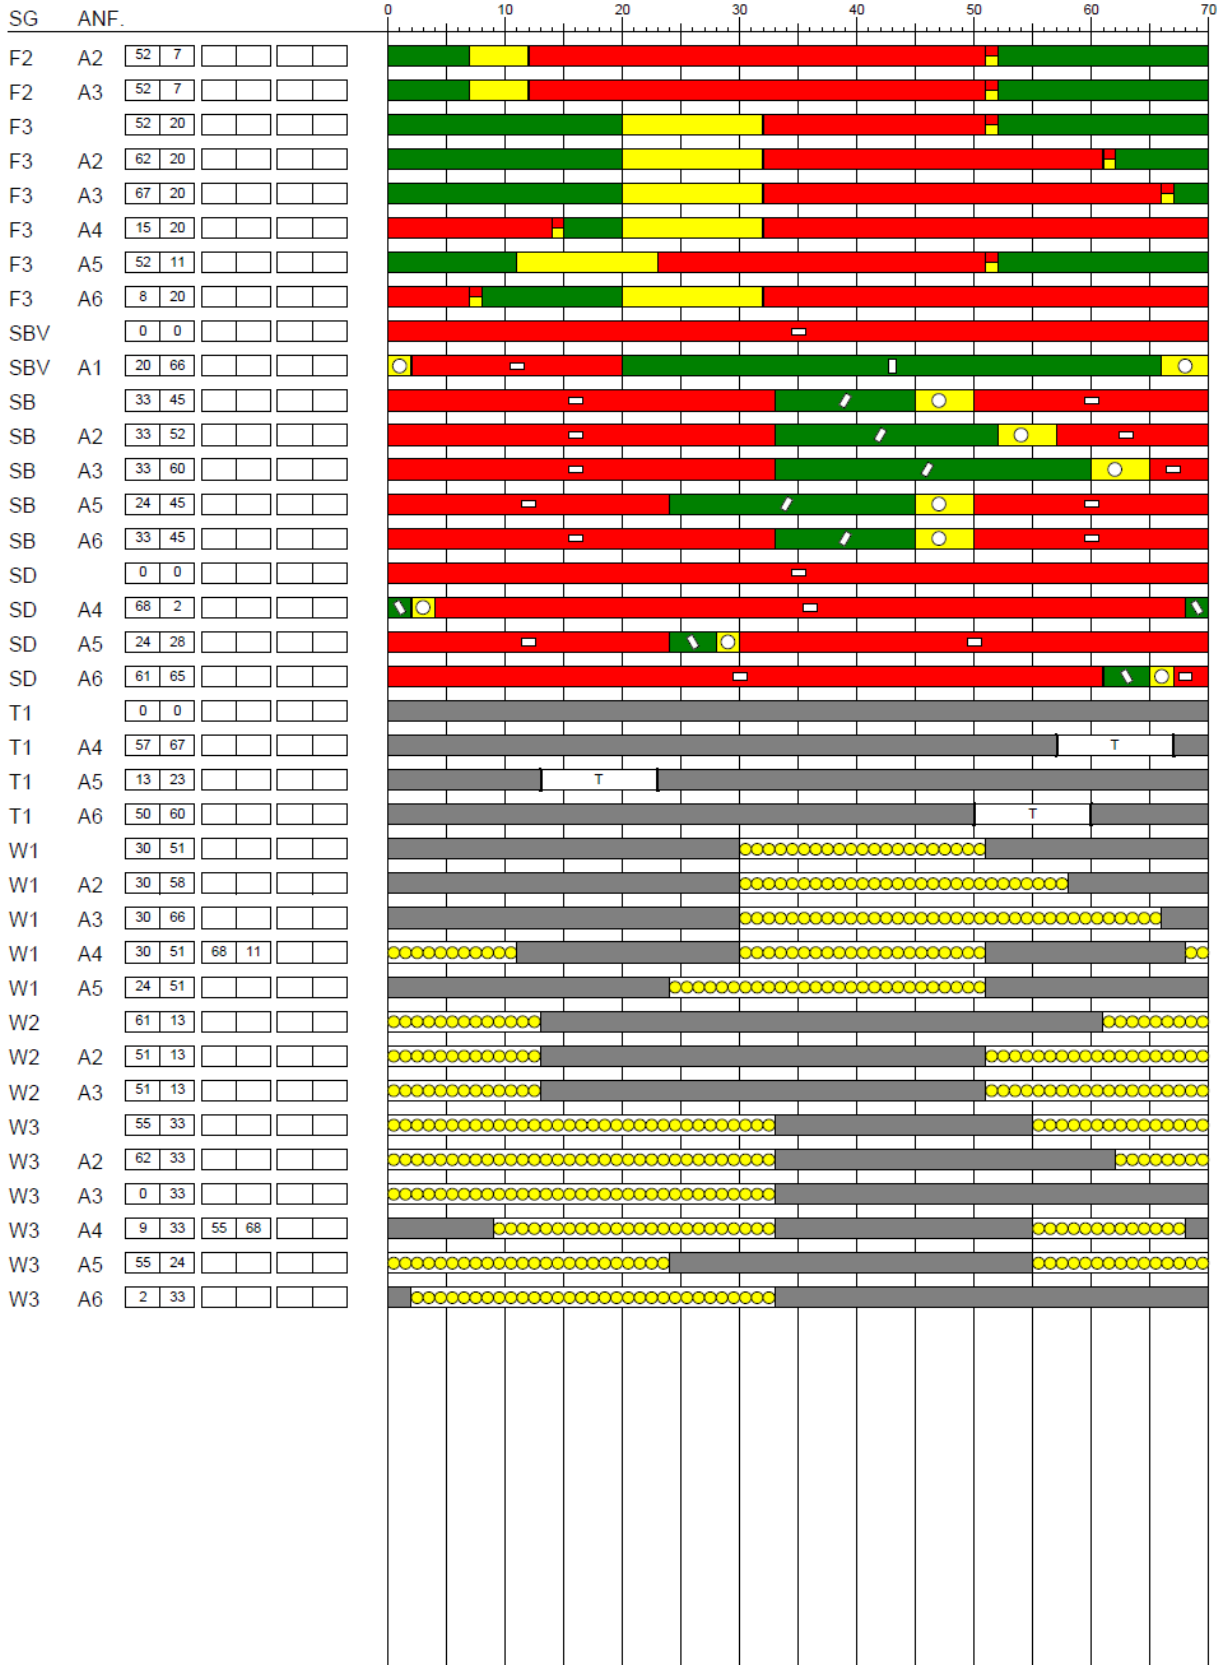 0 10 20 30 40 50 60 70
SG ANF.
F2 A2 52 7
F2 A3 52 7
F3 52 20
F3 A2 62 20
F3 A3 67 20
F3 A4 15 20
F3 A5 52 11
F3 A6 8 20
SBV 0 0
SBV A1 20 66
SB 33 45
SB A2 33 52
SB A3 33 60
SB A5 24 45
SB A6 33 45
SD 0 0
SD A4 68 2
SD A5 24 28
SD A6 61 65
T1 0 0
T1 A4 57 67 T
T1 A5 13 23 T
T1 A6 50 60 T
W1 30 51
W1 A2 30 58
W1 A3 30 66
W1 A4 30 51 68 11
W1 A5 24 51
W2 61 13
W2 A2 51 13
W2 A3 51 13
W3 55 33
W3 A2 62 33
W3 A3 0 33
W3 A4 9 33 55 68
W3 A5 55 24
W3 A6 2 33